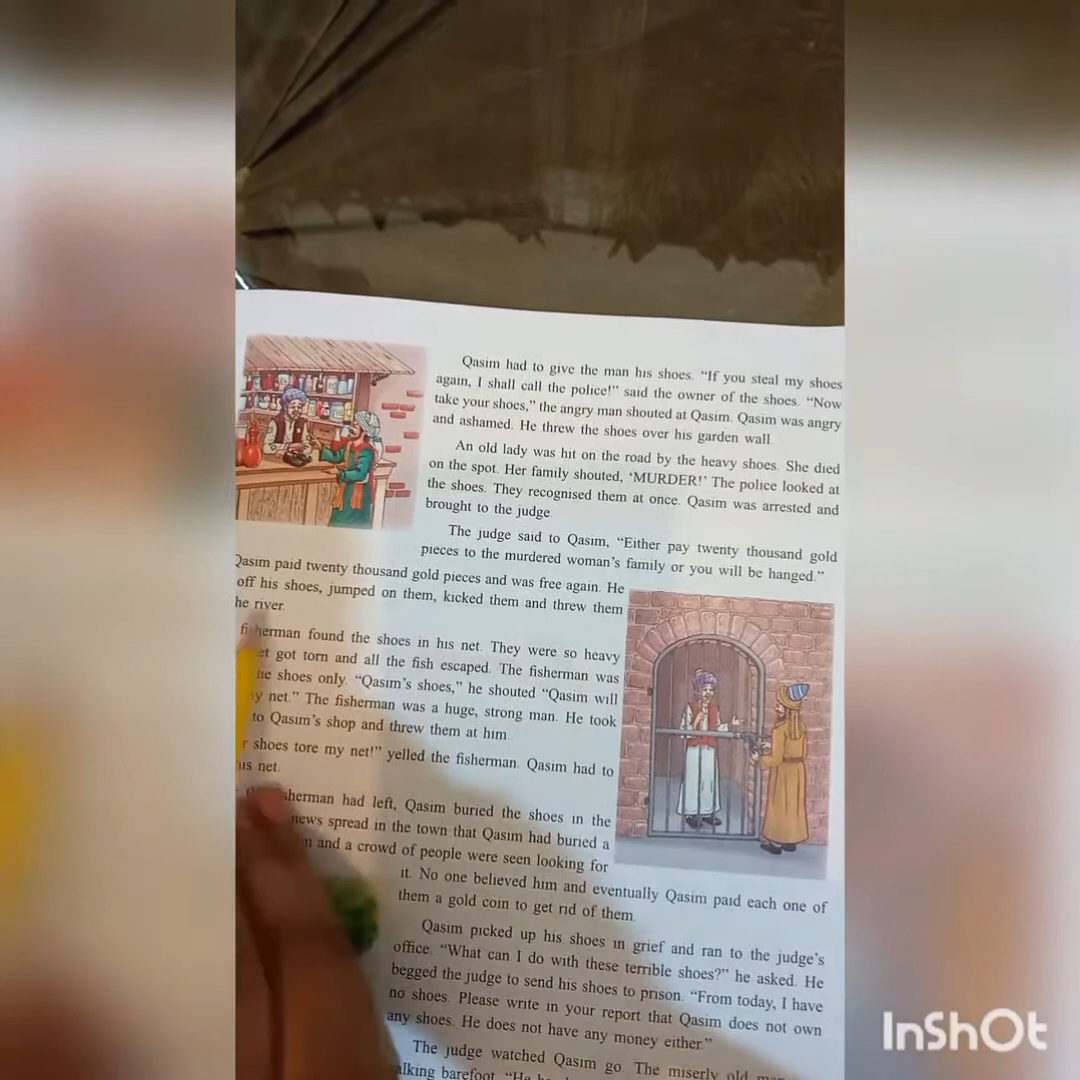 Qasim had to give the man his shoes. “If you steal my shoes
again, I shall call the police!” said the owner of the shoes. “Now
take your shoes,” the angry man shouted at Qasim. Qasim was angry
and ashamed. He threw the shoes over his garden wall.
An old lady was hit on the road by the heavy shoes. She died
on the spot. Her family shouted, ‘MURDER!’ The police looked at
the shoes. They recognised them at once. Qasim was arrested and
brought to the judge.
The judge said to Qasim, “Either pay twenty thousand gold
pieces to the murdered woman’s family or you will be hanged.”
Qasim paid twenty thousand gold pieces and was free again. He
off his shoes, jumped on them, kicked them and threw them
he river.
fisherman found the shoes in his net. They were so heavy
et got torn and all the fish escaped. The fisherman was
he shoes only. “Qasim’s shoes,” he shouted “Qasim will
y net.” The fisherman was a huge, strong man. He took
to Qasim’s shop and threw them at him.
r shoes tore my net!” yelled the fisherman. Qasim had to
net.
sherman had left, Qasim buried the shoes in the
news spread in the town that Qasim had buried a
and a crowd of people were seen looking for
it. No one believed him and eventually Qasim paid each one of
them a gold coin to get rid of them.
Qasim picked up his shoes in grief and ran to the judge’s
office. “What can I do with these terrible shoes?” he asked. He
begged the judge to send his shoes to prison. “From today, I have
no shoes. Please write in your report that Qasim does not own
any shoes. He does not have any money either.”
The judge watched Qasim go. The miserly old
alking barefoot. “He
InShOt